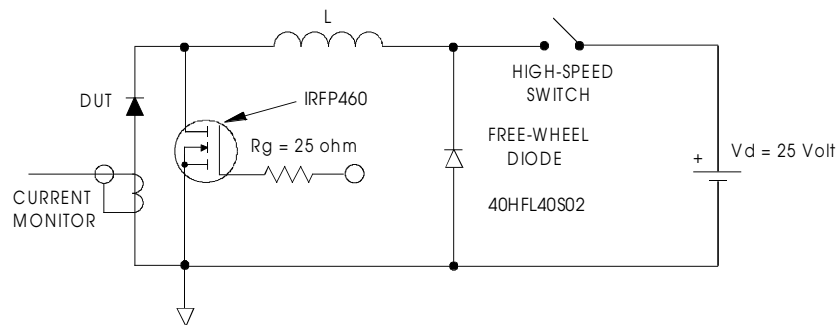 L
HIGH-SPEED
SWITCH
DUT
IRFP460
Rg = 25 ohm
FREE-WHEEL
DIODE
+
Vd = 25 Volt
40HFL40S02
CURRENT
MONITOR